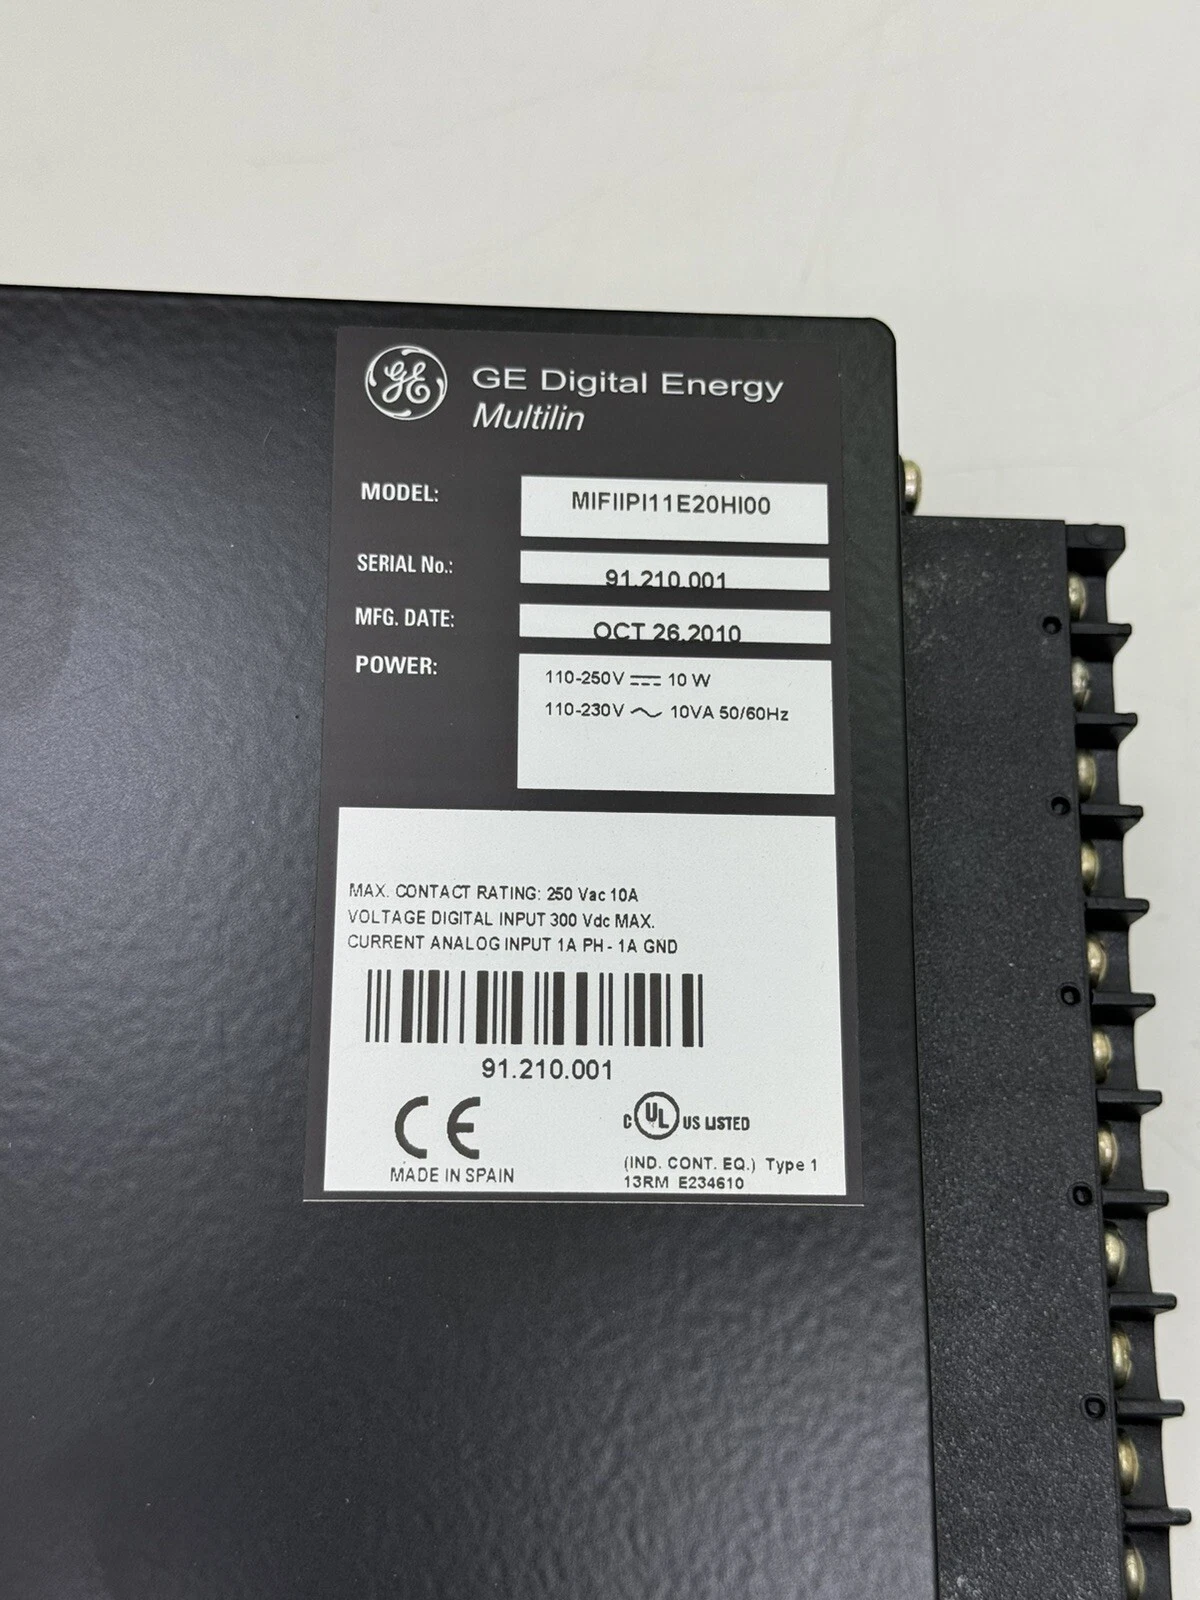 GE GE Digital Energy
Multilin
MODEL: MIFIIPI11E20HI00
SERIAL No.: 91.210.001
MFG. DATE: OCT 26,2010
POWER: 110-250V ⎓ 10 W
110-230V ~ 10VA 50/60Hz
MAX. CONTACT RATING: 250 Vac 10A
VOLTAGE DIGITAL INPUT 300 Vdc MAX.
CURRENT ANALOG INPUT 1A PH - 1A GND
91.210.001
CE
MADE IN SPAIN
C UL US LISTED
(IND. CONT. EQ.) Type 1
13RM E234610